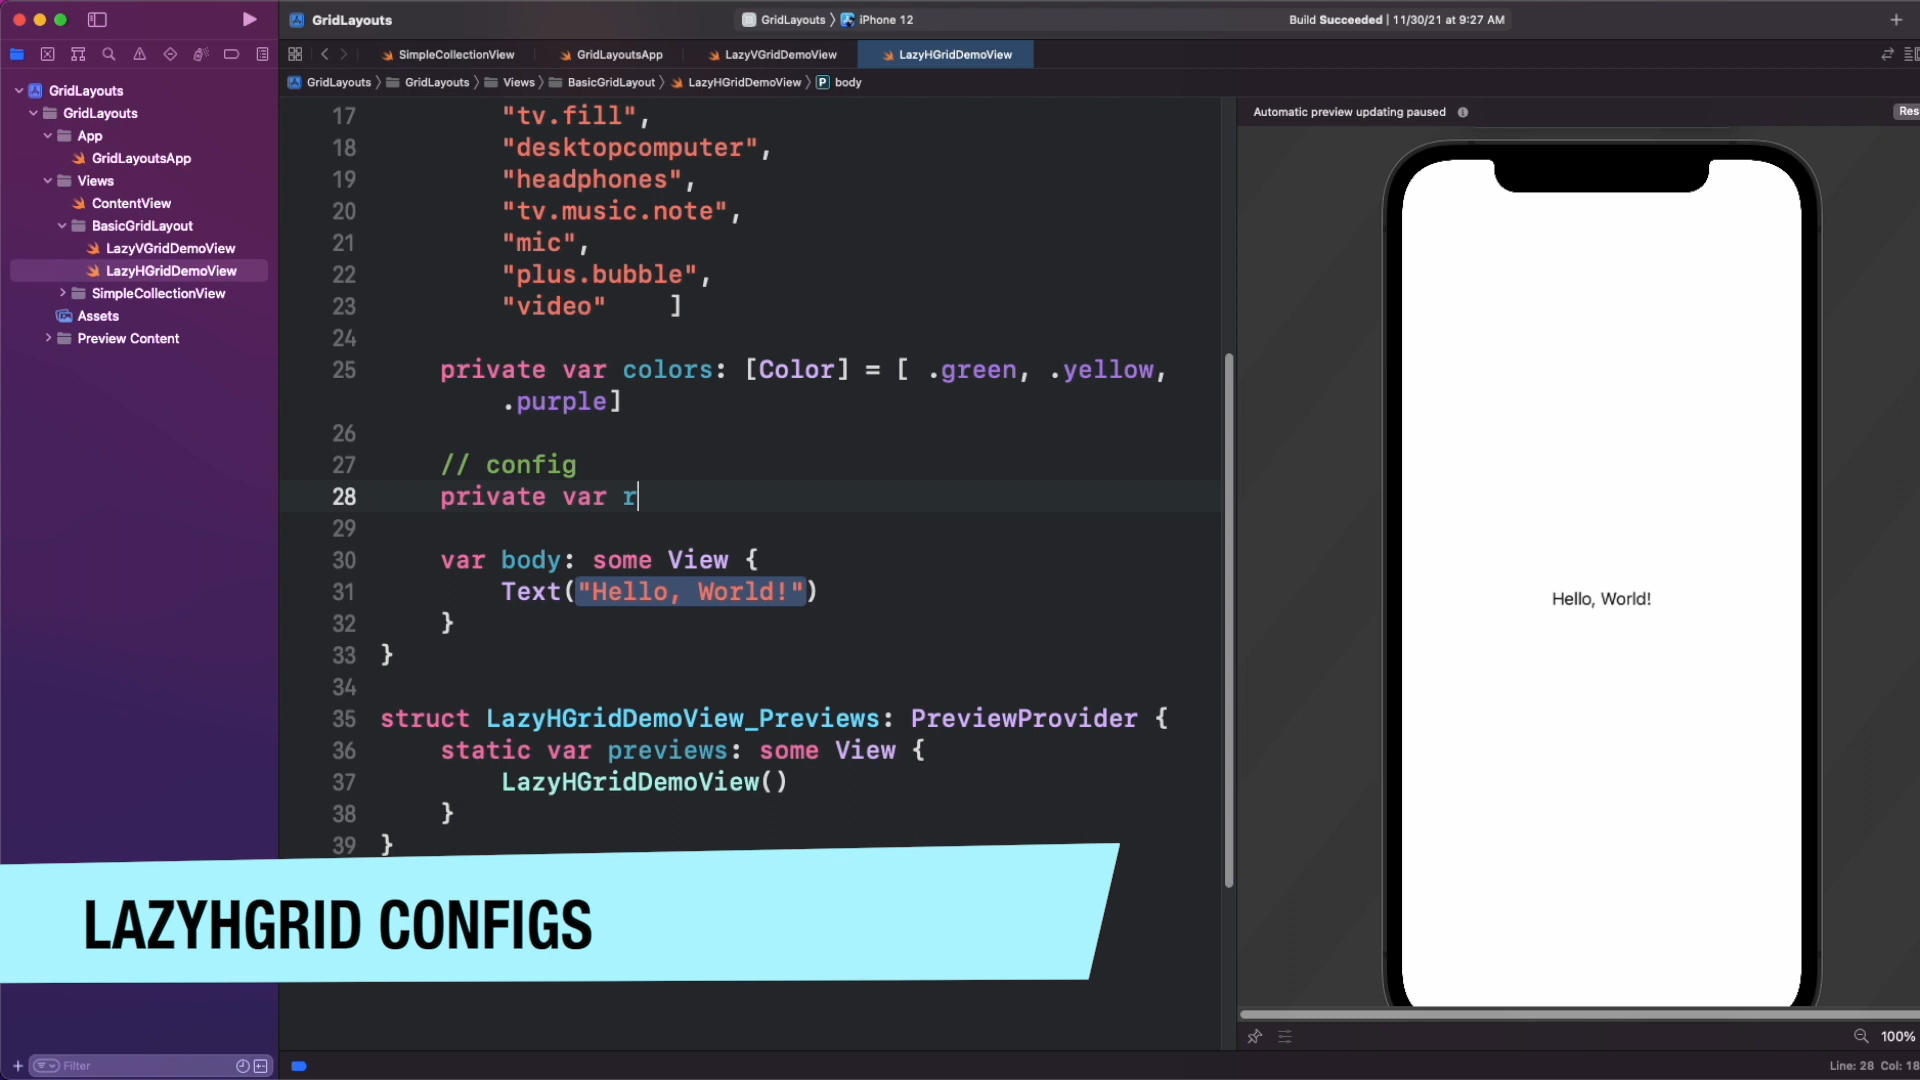 GridLayouts
GridLayouts
iPhone 12
Build Succeeded | 11/30/21 at 9:27 AM
SimpleCollectionView
GridLayoutsApp
LazyVGridDemoView
LazyHGridDemoView
GridLayouts
GridLayouts
Views
BasicGridLayout
LazyHGridDemoView
P
body
GridLayouts
GridLayouts
App
GridLayoutsApp
Views
ContentView
BasicGridLayout
LazyVGridDemoView
LazyHGridDemoView
SimpleCollectionView
Assets
Preview Content
Filter
17 "tv.fill",
18 "desktopcomputer",
19 "headphones",
20 "tv.music.note",
21 "mic",
22 "plus.bubble",
23 "video" ]
24
25 private var colors: [Color] = [ .green, .yellow,
.purple]
26
27 // config
28 private var r
29
30 var body: some View {
31 Text("Hello, World!")
32 }
33 }
34
35 struct LazyHGridDemoView_Previews: PreviewProvider {
36 static var previews: some View {
37 LazyHGridDemoView()
38 }
39 }
LAZYHGRID CONFIGS
Automatic preview updating paused
Res
Hello, World!
100%
Line: 28 Col: 18